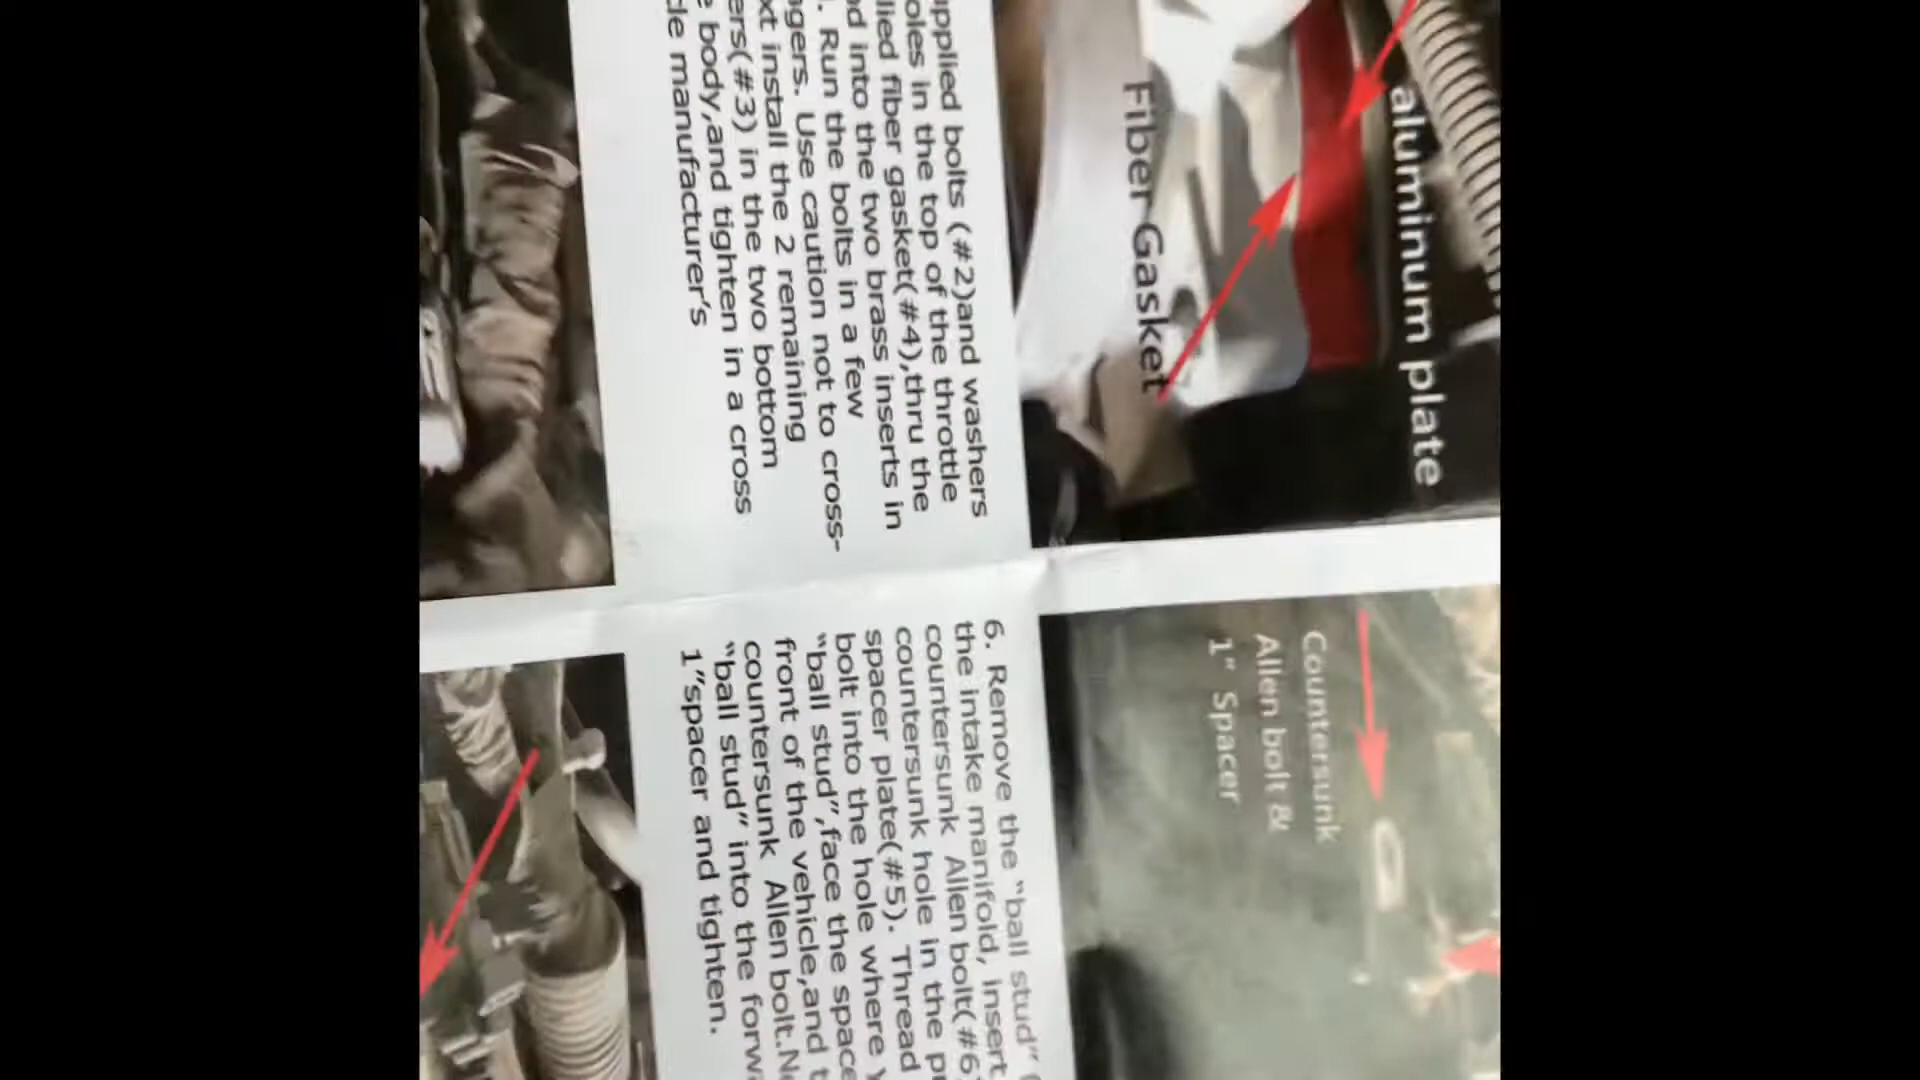 aluminum plate
Fiber Gasket
upplied bolts (#2)and washers
oles in the top of the throttle
lied fiber gasket(#4),thru the
d into the two brass inserts in
. Run the bolts in a few
gers. Use caution not to cross-
xt install the 2 remaining
ers(#3) in the two bottom
e body,and tighten in a cross
le manufacturer's
Countersunk
Allen bolt &
1" Spacer
6. Remove the "ball stud" (
the intake manifold, insert
countersunk Allen bolt(#6)
countersunk hole in the p
spacer plate(#5). Thread
bolt into the hole where y
"ball stud",face the space
front of the vehicle,and t
countersunk Allen bolt.N
"ball stud" into the forw
1"spacer and tighten.